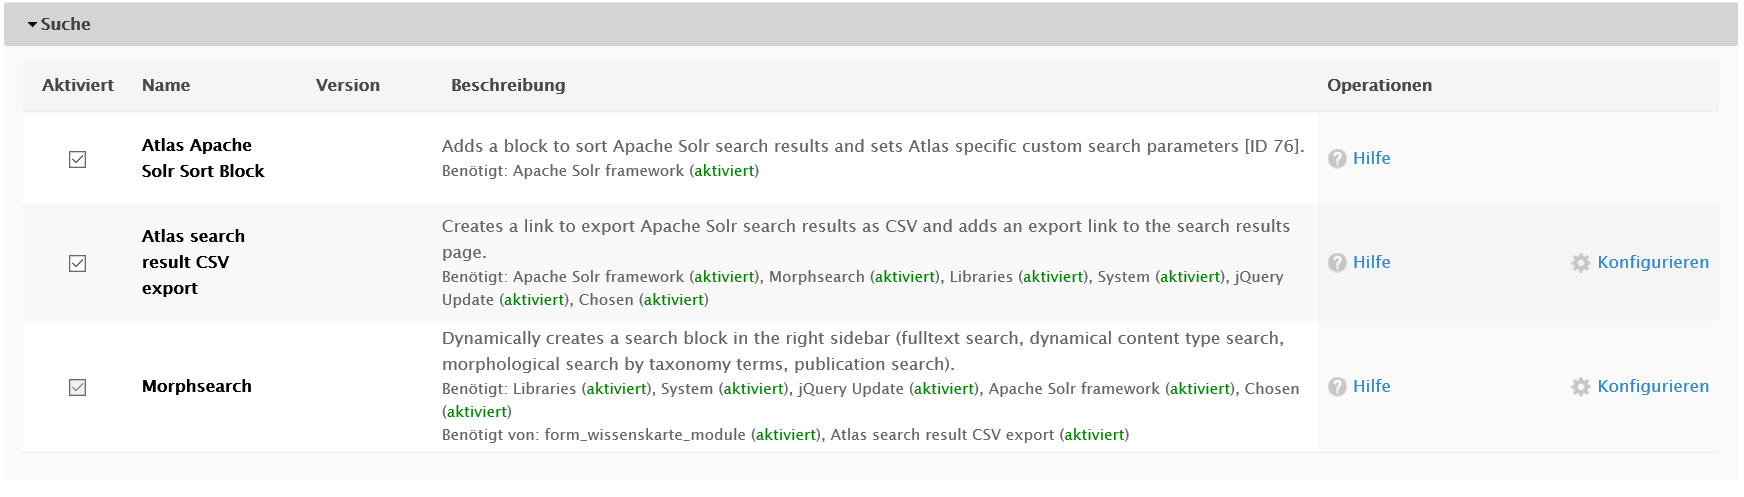 Suche
Aktiviert Name Version Beschreibung Operationen
Atlas Apache
Solr Sort Block
Adds a block to sort Apache Solr search results and sets Atlas specific custom search parameters [ID 76].
Benötigt: Apache Solr framework (aktiviert)
Hilfe
Atlas search
result CSV
export
Creates a link to export Apache Solr search results as CSV and adds an export link to the search results
page.
Benötigt: Apache Solr framework (aktiviert), Morphsearch (aktiviert), Libraries (aktiviert), System (aktiviert), jQuery
Update (aktiviert), Chosen (aktiviert)
Hilfe Konfigurieren
Morphsearch
Dynamically creates a search block in the right sidebar (fulltext search, dynamical content type search,
morphological search by taxonomy terms, publication search).
Benötigt: Libraries (aktiviert), System (aktiviert), jQuery Update (aktiviert), Apache Solr framework (aktiviert), Chosen
(aktiviert)
Benötigt von: form_wissenskarte_module (aktiviert), Atlas search result CSV export (aktiviert)
Hilfe Konfigurieren